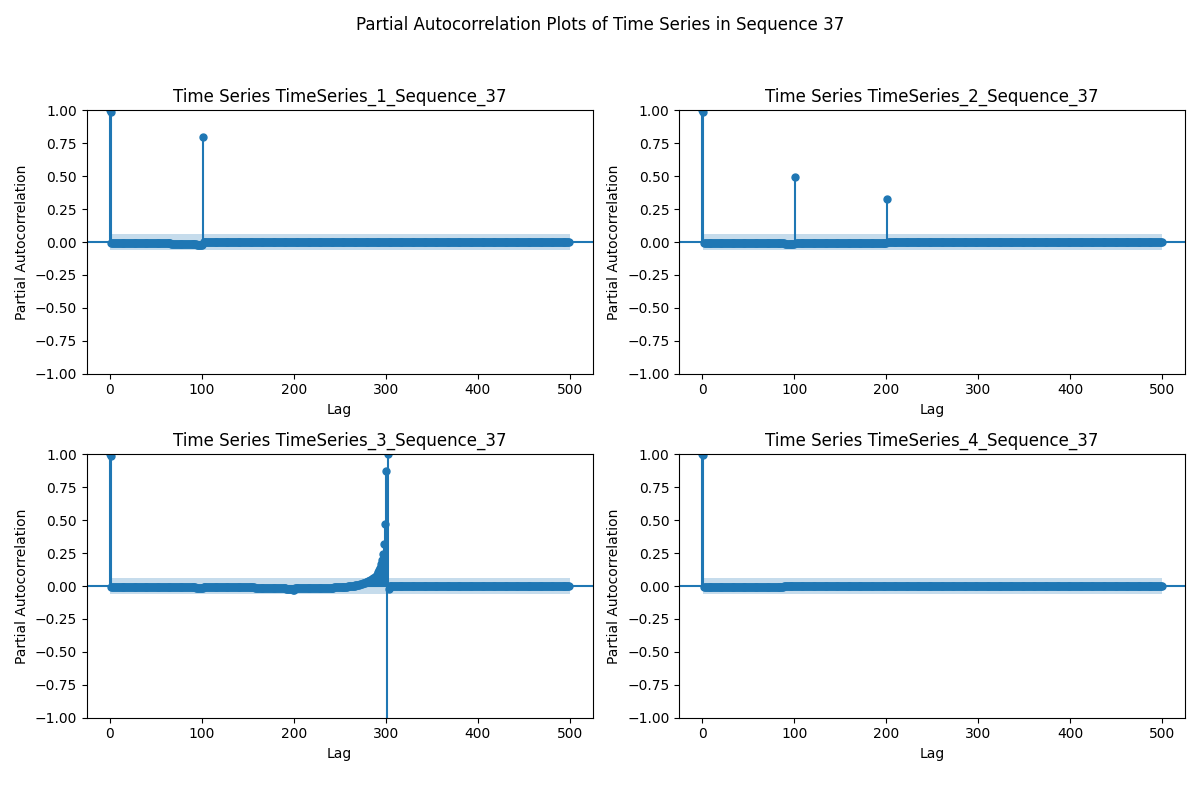 Partial Autocorrelation Plots of Time Series in Sequence 37
Time Series TimeSeries_1_Sequence_37
1.00
0.75
0.50
0.25
0.00
−0.25
−0.50
−0.75
−1.00
Partial Autocorrelation
0 100 200 300 400 500
Lag
Time Series TimeSeries_2_Sequence_37
1.00
0.75
0.50
0.25
0.00
−0.25
−0.50
−0.75
−1.00
Partial Autocorrelation
0 100 200 300 400 500
Lag
Time Series TimeSeries_3_Sequence_37
1.00
0.75
0.50
0.25
0.00
−0.25
−0.50
−0.75
−1.00
Partial Autocorrelation
0 100 200 300 400 500
Lag
Time Series TimeSeries_4_Sequence_37
1.00
0.75
0.50
0.25
0.00
−0.25
−0.50
−0.75
−1.00
Partial Autocorrelation
0 100 200 300 400 500
Lag